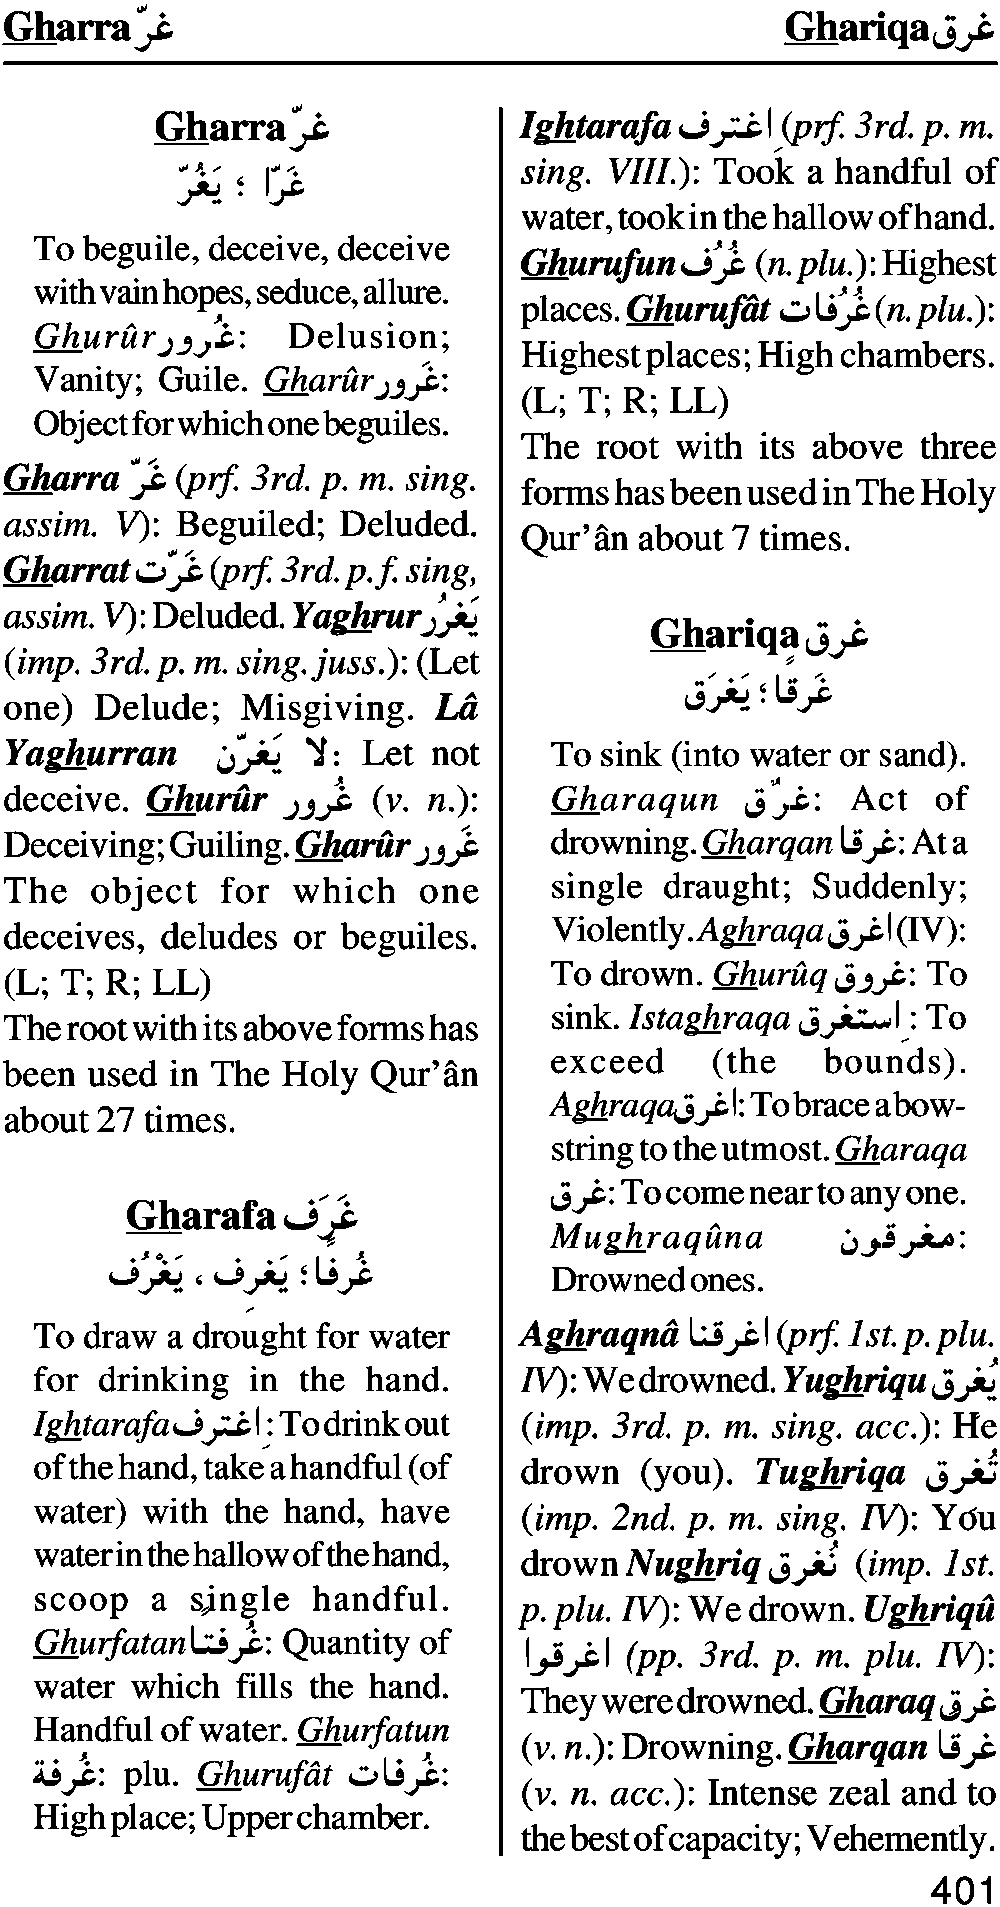 Gharra غرّ
Ghariqa غرق
Gharra غرّ
غَرّا ؛ يَغُرّ
To beguile, deceive, deceive
with vain hopes, seduce, allure.
Ghurûr غُرور: Delusion;
Vanity; Guile. Gharûr غَرور:
Object for which one beguiles.
Gharra غَرّ (prf. 3rd. p. m. sing.
assim. V): Beguiled; Deluded.
Gharrat غَرّت (prf. 3rd. p. f. sing,
assim. V): Deluded. Yaghrur يَغرُر
(imp. 3rd. p. m. sing. juss.): (Let
one) Delude; Misgiving. Lâ
Yaghurran لا يَغرّن: Let not
deceive. Ghurûr غُرور (v. n.):
Deceiving; Guiling. Gharûr غَرور
The object for which one
deceives, deludes or beguiles.
(L; T; R; LL)
The root with its above forms has
been used in The Holy Qur'ân
about 27 times.
Gharafa غَرَف
غُرفًا ؛ يَغرِف ، يَغْرُف
To draw a drought for water
for drinking in the hand.
Ightarafa اِغترف: To drink out
of the hand, take a handful (of
water) with the hand, have
water in the hallow of the hand,
scoop a single handful.
Ghurfatan غُرفتا: Quantity of
water which fills the hand.
Handful of water. Ghurfatun
غُرفة: plu. Ghurufât غُرفات:
High place; Upper chamber.
Ightarafa اِغترف (prf. 3rd. p. m.
sing. VIII.): Took a handful of
water, took in the hallow of hand.
Ghurufun غُرُف (n. plu.): Highest
places. Ghurufât غُرُفات (n. plu.):
Highest places; High chambers.
(L; T; R; LL)
The root with its above three
forms has been used in The Holy
Qur'ân about 7 times.
Ghariqa غرق
غَرقًا ؛ يَغرَق
To sink (into water or sand).
Gharaqun غرّق: Act of
drowning. Gharqan غرقا: At a
single draught; Suddenly;
Violently. Aghraqa اغرق (IV):
To drown. Ghurûq غروق: To
sink. Istaghraqa اِستغرق: To
exceed (the bounds).
Aghraqa اغرق: To brace a bow-
string to the utmost. Gharaqa
غرق: To come near to any one.
Mughraqûna مغرقون:
Drowned ones.
Aghraqnâ اغرقنا (prf. 1st. p. plu.
IV): We drowned. Yughriqu يُغرق
(imp. 3rd. p. m. sing. acc.): He
drown (you). Tughriqa تُغرق
(imp. 2nd. p. m. sing. IV): You
drown Nughriq نُغرق (imp. 1st.
p. plu. IV): We drown. Ughriqû
اغرقوا (pp. 3rd. p. m. plu. IV):
They were drowned. Gharaq غرق
(v. n.): Drowning. Gharqan غرقا
(v. n. acc.): Intense zeal and to
the best of capacity; Vehemently.
401